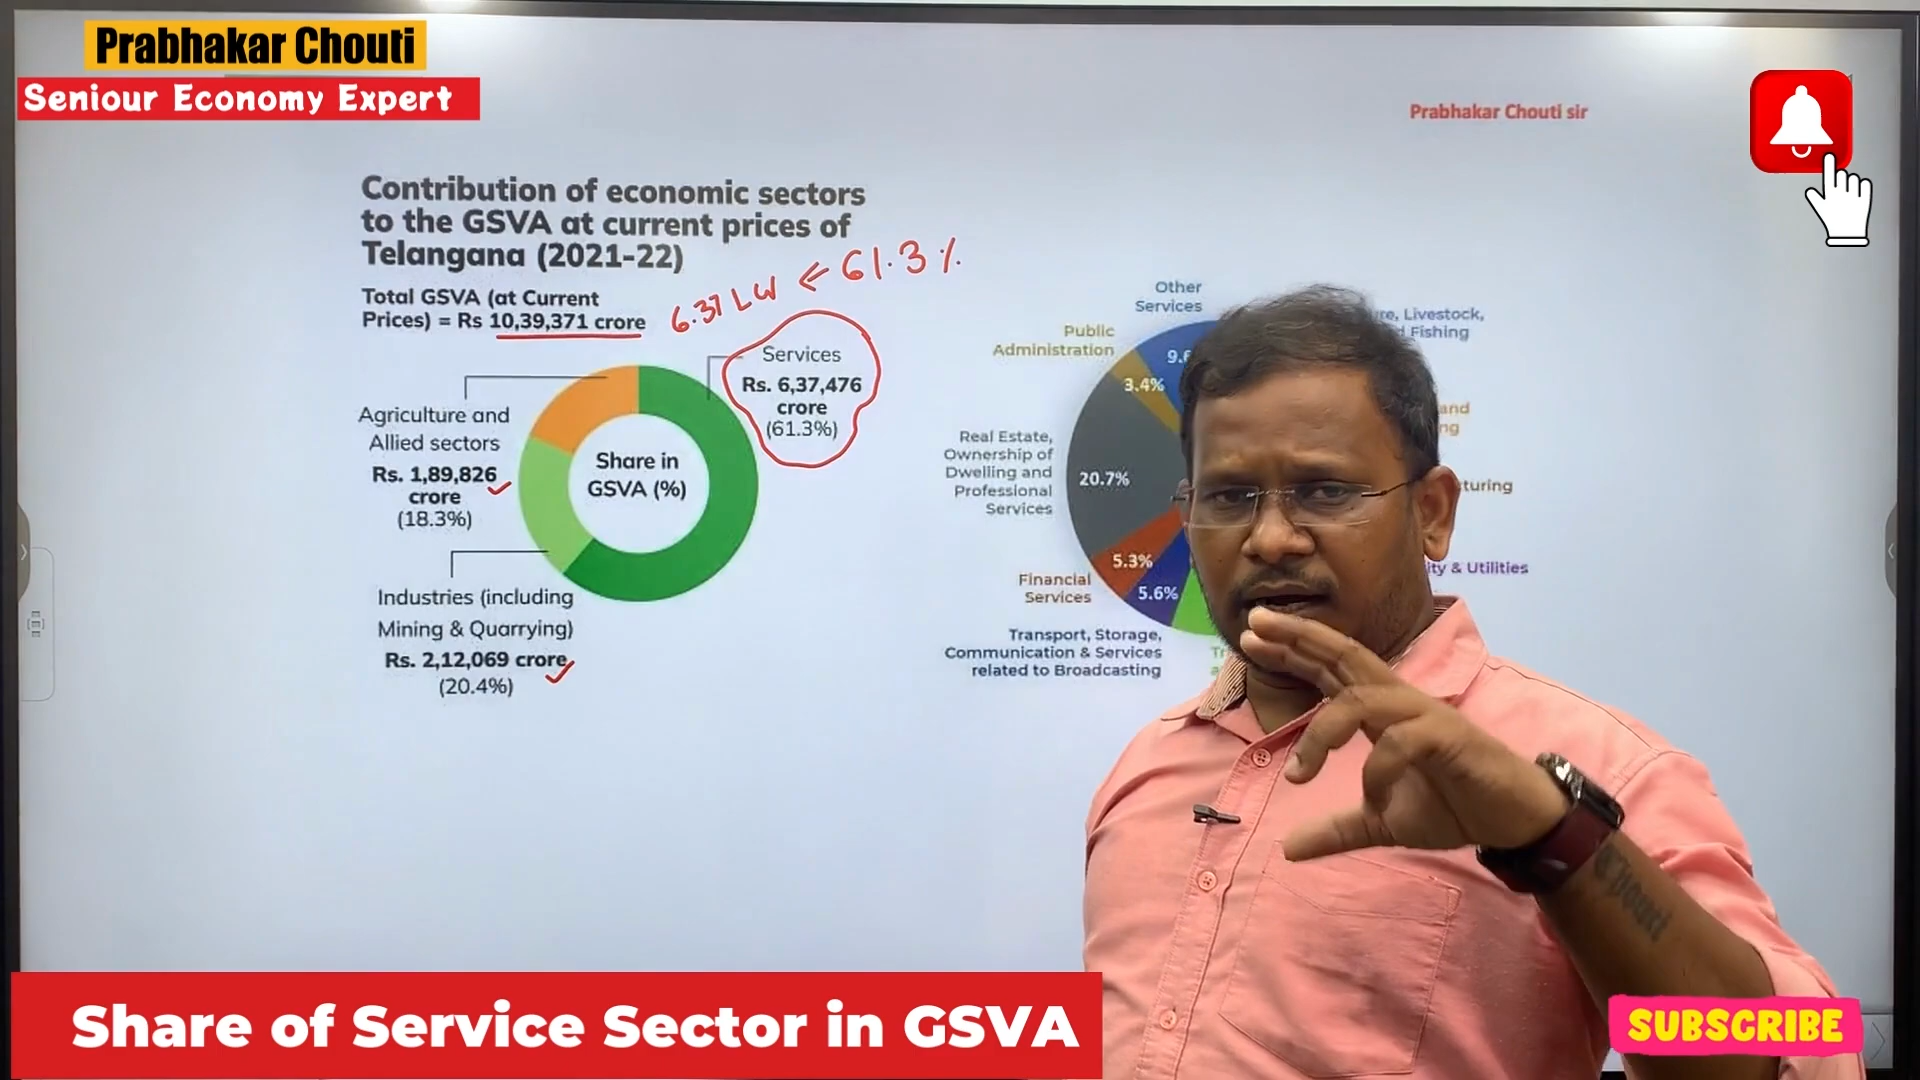 Prabhakar Chouti
Seniour Economy Expert
Prabhakar Chouti sir
Contribution of economic sectors
to the GSVA at current prices of
Telangana (2021-22)
Total GSVA (at Current
Prices) = Rs 10,39,371 crore
6.37 ← 61.3 %
Services
Rs. 6,37,476
crore
(61.3%)
Agriculture and
Allied sectors
Rs. 1,89,826
crore
(18.3%)
Share in
GSVA (%)
Industries (including
Mining & Quarrying)
Rs. 2,12,069 crore
(20.4%)
Other
Services
Public
Administration
3.4%
Real Estate,
Ownership of
Dwelling and
Professional
Services
20.7%
5.3%
Financial
Services
5.6%
Transport, Storage,
Communication & Services
related to Broadcasting
Livestock,
Fishing
and
& Utilities
Chouti
Share of Service Sector in GSVA
SUBSCRIBE